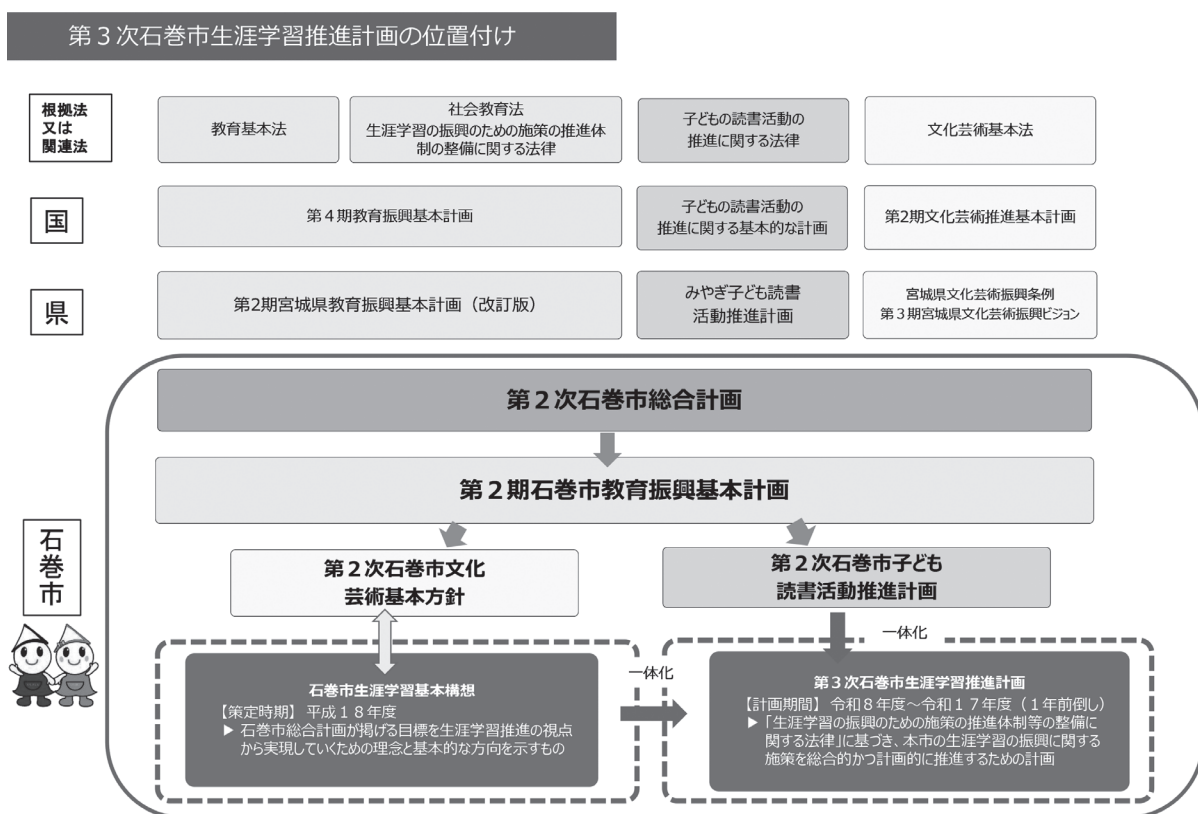 第３次石巻市生涯学習推進計画の位置付け
根拠法
又は
関連法
教育基本法
社会教育法
生涯学習の振興のための施策の推進体
制の整備に関する法律
子どもの読書活動の
推進に関する法律
文化芸術基本法
国
第４期教育振興基本計画
子どもの読書活動の
推進に関する基本的な計画
第2期文化芸術推進基本計画
県
第2期宮城県教育振興基本計画（改訂版）
みやぎ子ども読書
活動推進計画
宮城県文化芸術振興条例
第３期宮城県文化芸術振興ビジョン
石巻市
第２次石巻市総合計画
第２期石巻市教育振興基本計画
第２次石巻市文化
芸術基本方針
第２次石巻市子ども
読書活動推進計画
一体化
石巻市生涯学習基本構想
【策定時期】 平成１８年度
▶ 石巻市総合計画が掲げる目標を生涯学習推進の視点
から実現していくための理念と基本的な方向を示すもの
一体化
第３次石巻市生涯学習推進計画
【計画期間】 令和８年度～令和１７年度（１年前倒し）
▶ 「生涯学習の振興のための施策の推進体制等の整備に
関する法律」に基づき、本市の生涯学習の振興に関する
施策を総合的かつ計画的に推進するための計画